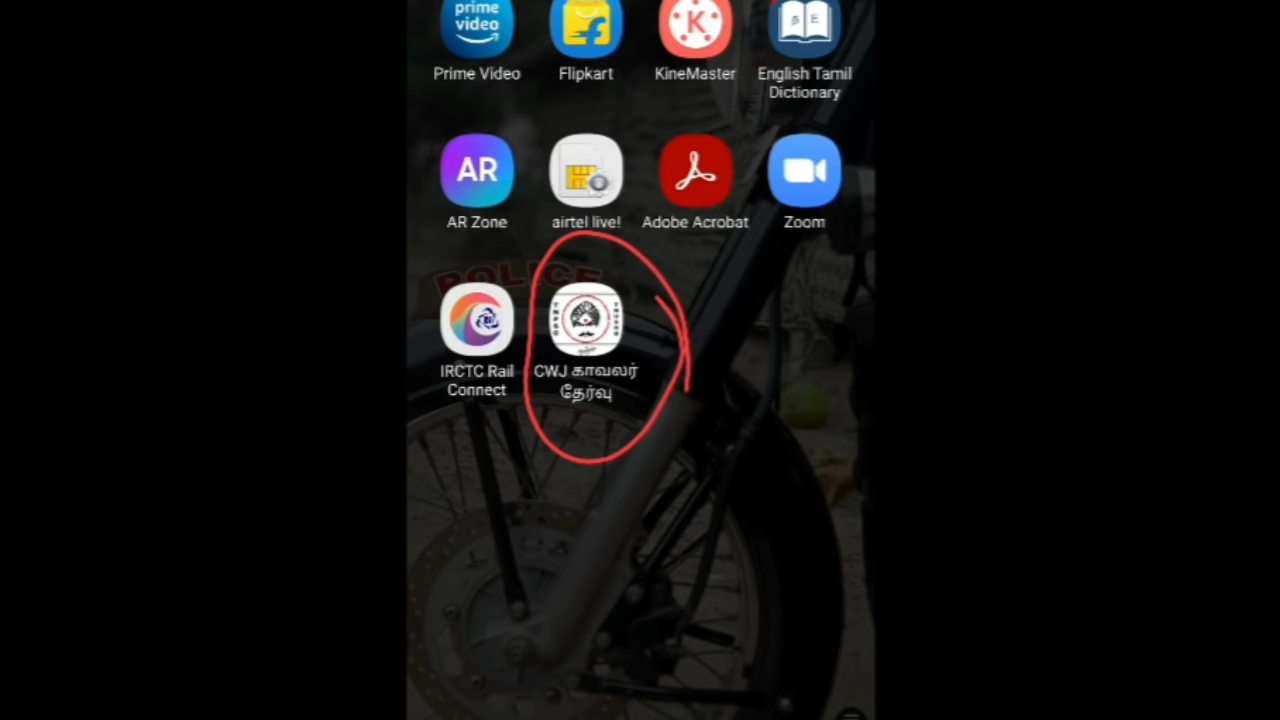 prime
video
Prime Video
Flipkart
KineMaster
English Tamil
Dictionary
AR
AR Zone
airtel live!
Adobe Acrobat
Zoom
POLICE
IRCTC Rail
Connect
CWJ காவலர்
தேர்வு